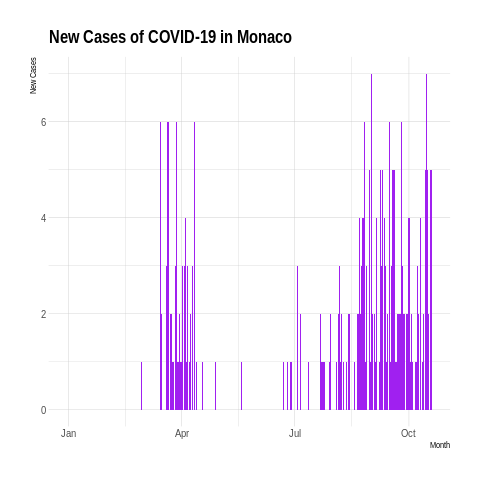 New Cases of COVID-19 in Monaco
New Cases
6
4
2
0
Jan Apr Jul Oct
Month